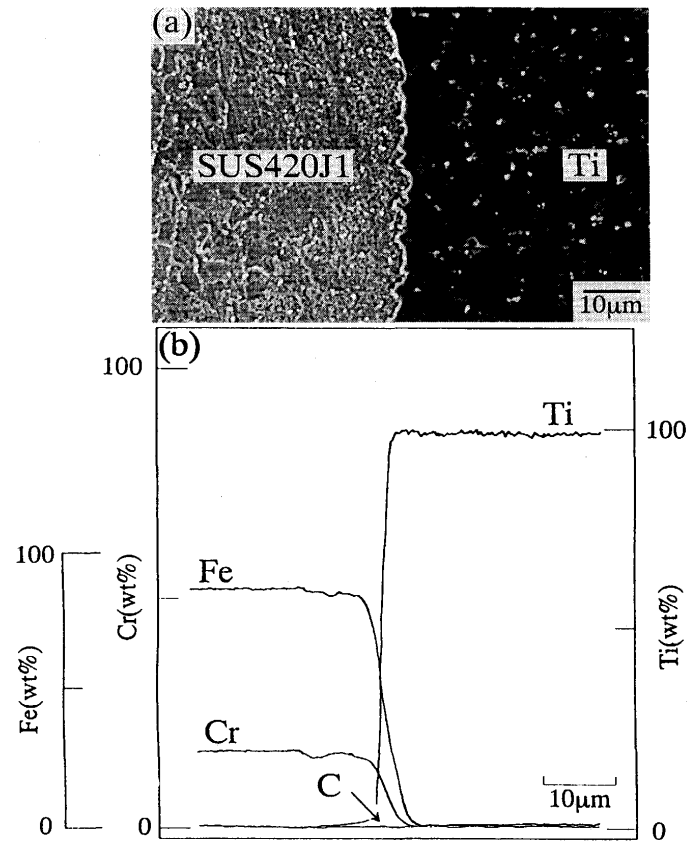 (a)
SUS420J1
Ti
10μm
(b)
100
Ti
100
100
Fe
Cr(wt%)
Fe(wt%)
Ti(wt%)
Cr
C
10μm
0
0
0